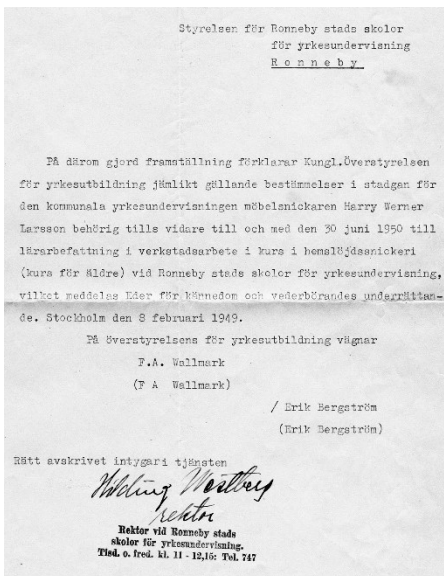 Styrelsen för Ronneby stads skolor
för yrkesundervisning
Ronneby
På därom gjord framställning förklarar Kungl.Överstyrelsen
för yrkesutbildning jämlikt gällande bestämmelser i stadgan för
den kommunala yrkesundervisningen möbelsnickaren Harry Werner
Larsson behörig tills vidare till och med den 30 juni 1950 till
lärarbefattning i verkstadsarbete i kurs i hemslöjdssnickeri
(kurs för äldre) vid Ronneby stads skolor för yrkesundervisning,
vilket meddelas Eder för kännedom och vederbörandes underrättan-
de. Stockholm den 8 februari 1949.
På överstyrelsens för yrkesutbildning vägnar
F.A. Wallmark
(F A Wallmark)
/ Erik Bergström
(Erik Bergström)
Rätt avskrivet intygar i tjänsten
Hilding Westberg
rektor
Rektor vid Ronneby stads
skolor för yrkesundervisning.
Tisd. o. fred. kl. 11 - 12,15: Tel. 747